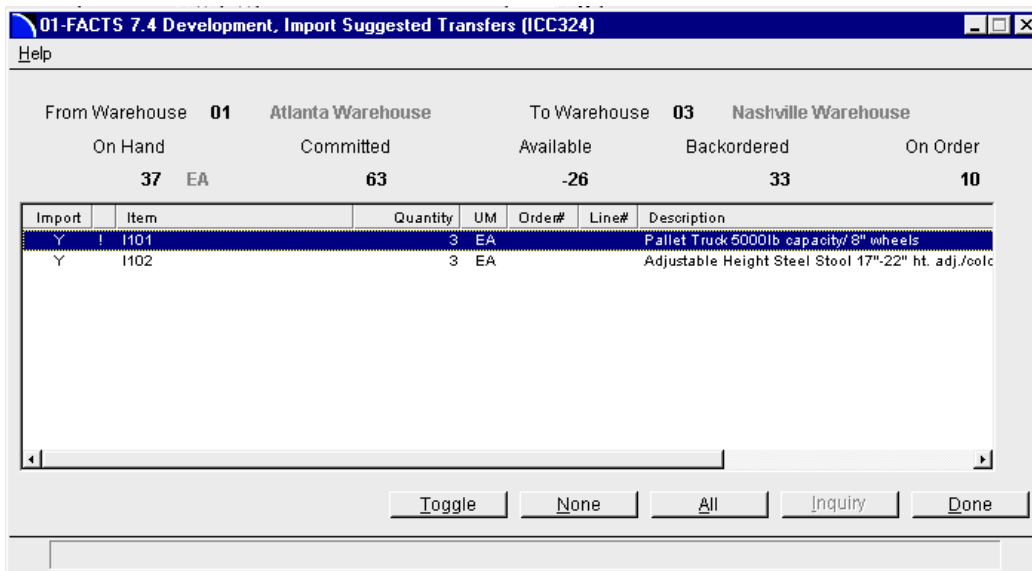 01-FACTS 7.4 Development, Import Suggested Transfers (ICC324)
Help
From Warehouse 01 Atlanta Warehouse To Warehouse 03 Nashville Warehouse
On Hand Committed Available Backordered On Order
37 EA 63 -26 33 10
Import Item Quantity UM Order# Line# Description
Y ! I101 3 EA Pallet Truck 5000lb capacity/ 8" wheels
Y I102 3 EA Adjustable Height Steel Stool 17"-22" ht. adj./colo
Toggle None All Inquiry Done